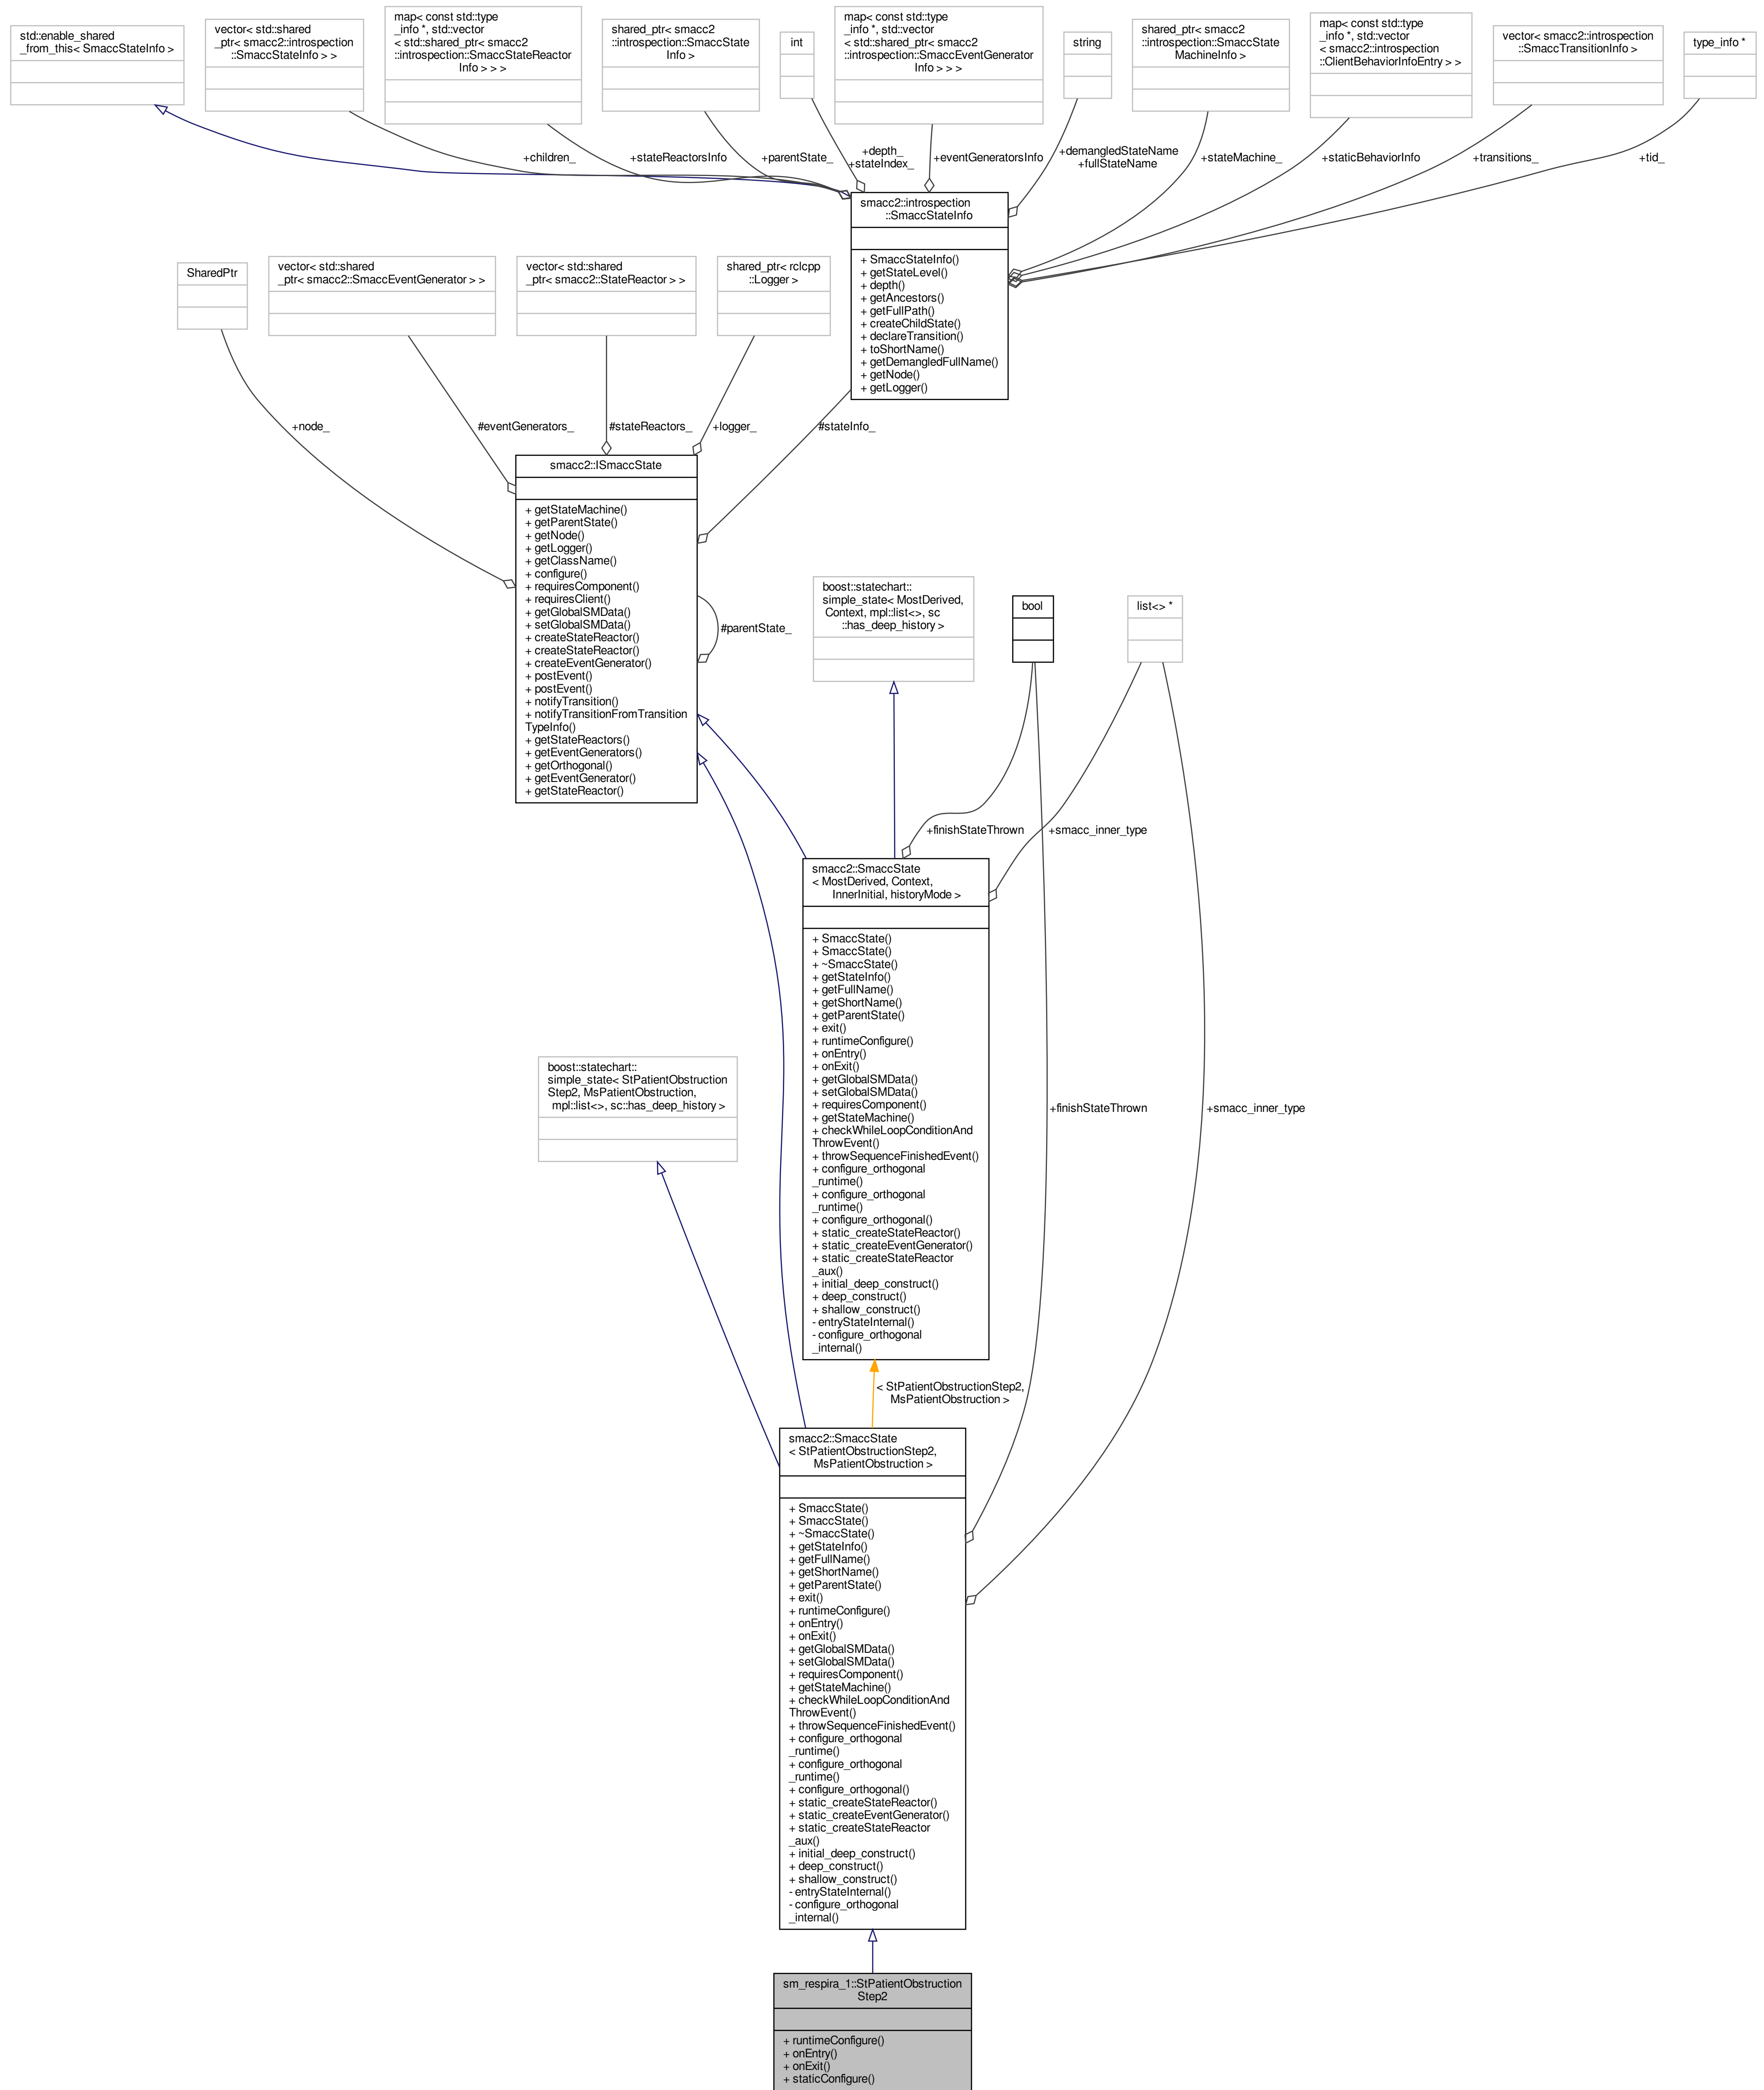 std::enable_shared
_from_this< SmaccStateInfo >
vector< std::shared
_ptr< smacc2::introspection
::SmaccStateInfo > >
map< const std::type
_info *, std::vector
< std::shared_ptr< smacc2
::introspection::SmaccStateReactor
Info > > >
shared_ptr< smacc2
::introspection::SmaccState
Info >
int
map< const std::type
_info *, std::vector
< std::shared_ptr< smacc2
::introspection::SmaccEventGenerator
Info > > >
string
shared_ptr< smacc2
::introspection::SmaccState
MachineInfo >
map< const std::type
_info *, std::vector
< smacc2::introspection
::ClientBehaviorInfoEntry > >
vector< smacc2::introspection
::SmaccTransitionInfo >
type_info *
+children_
+stateReactorsInfo
+parentState_
+depth_
+stateIndex_
+eventGeneratorsInfo
+demangledStateName
+fullStateName
+stateMachine_
+staticBehaviorInfo
+transitions_
+tid_
smacc2::introspection
::SmaccStateInfo
+ SmaccStateInfo()
+ getStateLevel()
+ depth()
+ getAncestors()
+ getFullPath()
+ createChildState()
+ declareTransition()
+ toShortName()
+ getDemangledFullName()
+ getNode()
+ getLogger()
SharedPtr
vector< std::shared
_ptr< smacc2::SmaccEventGenerator > >
vector< std::shared
_ptr< smacc2::StateReactor > >
shared_ptr< rclcpp
::Logger >
+node_
#eventGenerators_
#stateReactors_
+logger_
#stateInfo_
smacc2::ISmaccState
+ getStateMachine()
+ getParentState()
+ getNode()
+ getLogger()
+ getClassName()
+ configure()
+ requiresComponent()
+ requiresClient()
+ getGlobalSMData()
+ setGlobalSMData()
+ createStateReactor()
+ createStateReactor()
+ createEventGenerator()
+ postEvent()
+ postEvent()
+ notifyTransition()
+ notifyTransitionFromTransition
TypeInfo()
+ getStateReactors()
+ getEventGenerators()
+ getOrthogonal()
+ getEventGenerator()
+ getStateReactor()
#parentState_
boost::statechart::
simple_state< MostDerived,
Context, mpl::list<>, sc
::has_deep_history >
bool
list<> *
+finishStateThrown
+smacc_inner_type
smacc2::SmaccState
< MostDerived, Context,
InnerInitial, historyMode >
+ SmaccState()
+ SmaccState()
+ ~SmaccState()
+ getStateInfo()
+ getFullName()
+ getShortName()
+ getParentState()
+ exit()
+ runtimeConfigure()
+ onEntry()
+ onExit()
+ getGlobalSMData()
+ setGlobalSMData()
+ requiresComponent()
+ getStateMachine()
+ checkWhileLoopConditionAnd
ThrowEvent()
+ throwSequenceFinishedEvent()
+ configure_orthogonal
_runtime()
+ configure_orthogonal
_runtime()
+ configure_orthogonal()
+ static_createStateReactor()
+ static_createEventGenerator()
+ static_createStateReactor
_aux()
+ initial_deep_construct()
+ deep_construct()
+ shallow_construct()
- entryStateInternal()
- configure_orthogonal
_internal()
boost::statechart::
simple_state< StPatientObstruction
Step2, MsPatientObstruction,
mpl::list<>, sc::has_deep_history >
+finishStateThrown
+smacc_inner_type
< StPatientObstructionStep2,
MsPatientObstruction >
smacc2::SmaccState
< StPatientObstructionStep2,
MsPatientObstruction >
+ SmaccState()
+ SmaccState()
+ ~SmaccState()
+ getStateInfo()
+ getFullName()
+ getShortName()
+ getParentState()
+ exit()
+ runtimeConfigure()
+ onEntry()
+ onExit()
+ getGlobalSMData()
+ setGlobalSMData()
+ requiresComponent()
+ getStateMachine()
+ checkWhileLoopConditionAnd
ThrowEvent()
+ throwSequenceFinishedEvent()
+ configure_orthogonal
_runtime()
+ configure_orthogonal
_runtime()
+ configure_orthogonal()
+ static_createStateReactor()
+ static_createEventGenerator()
+ static_createStateReactor
_aux()
+ initial_deep_construct()
+ deep_construct()
+ shallow_construct()
- entryStateInternal()
- configure_orthogonal
_internal()
sm_respira_1::StPatientObstruction
Step2
+ runtimeConfigure()
+ onEntry()
+ onExit()
+ staticConfigure()